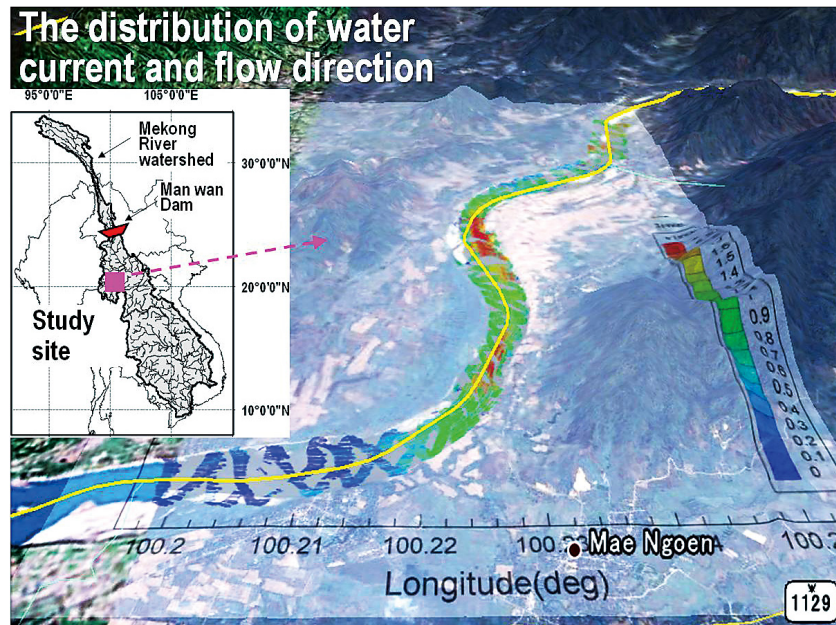 The distribution of water
current and flow direction
95°0'0"E
105°0'0"E
Mekong
River
watershed
30°0'0"N
Man wan
Dam
20°0'0"N
Study
site
10°0'0"N
1.5
1.4
0.9
0.8
0.7
0.6
0.5
0.4
0.3
0.2
0.1
0
100.2
100.21
100.22
100.23
Mae Ngoen
Longitude(deg)
1129